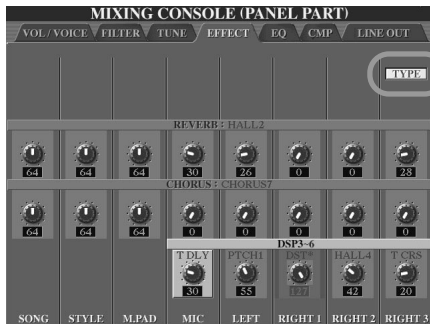 MIXING CONSOLE (PANEL PART)
VOL / VOICE FILTER TUNE EFFECT EQ CMP LINE OUT
TYPE
REVERB : HALL2
64 64 64 30 26 0 0 28
CHORUS : CHORUS7
64 64 64 0 0 0 0 0
DSP3~6
T DLY PTCH1 DST* HALL4 T CRS
30 55 127 42 20
SONG STYLE M.PAD MIC LEFT RIGHT 1 RIGHT 2 RIGHT 3